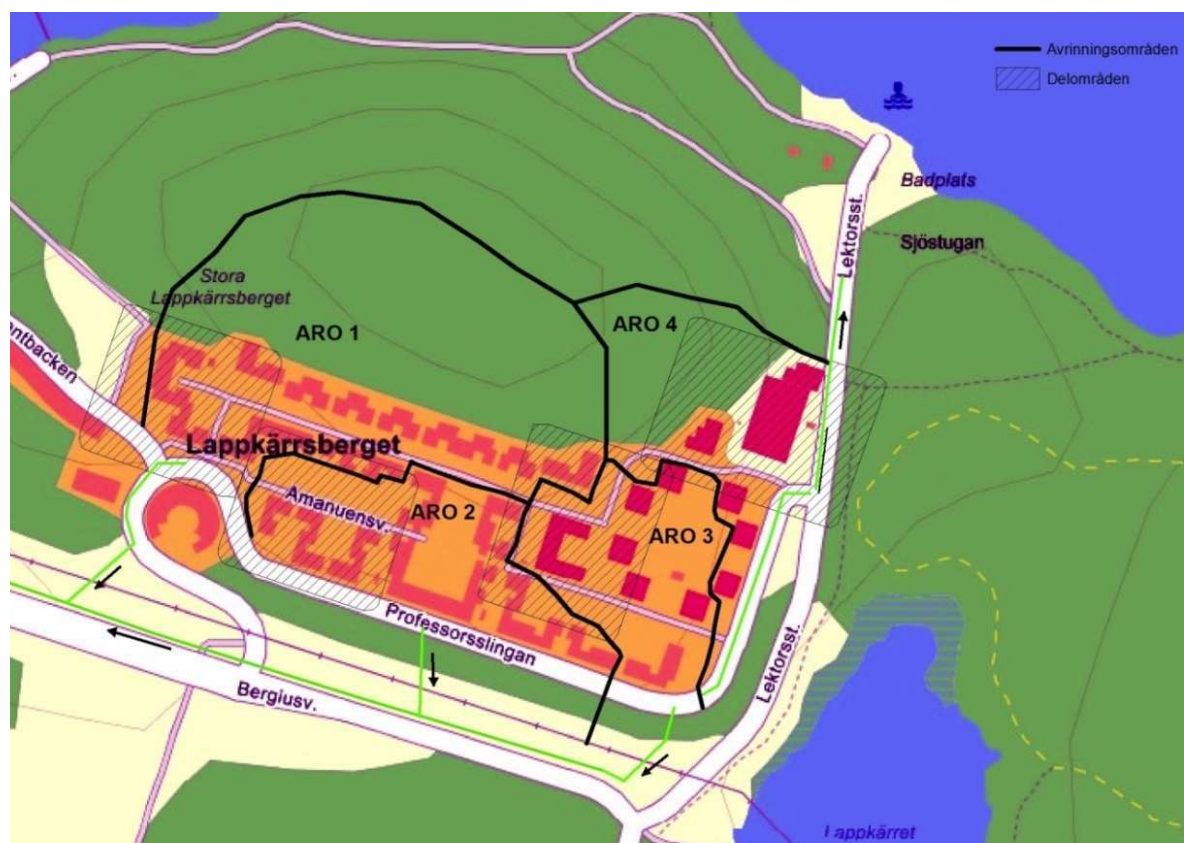 Avrinningsområden
Delområden
Badplats
Lektorsst.
Sjöstugan
Stora
Lappkärrsberget
ARO 1
ARO 4
Lappkärrsberget
Amanuensv.
ARO 2
ARO 3
Professorsslingan
Lektorsst.
Bergiusv.
Lappkärret